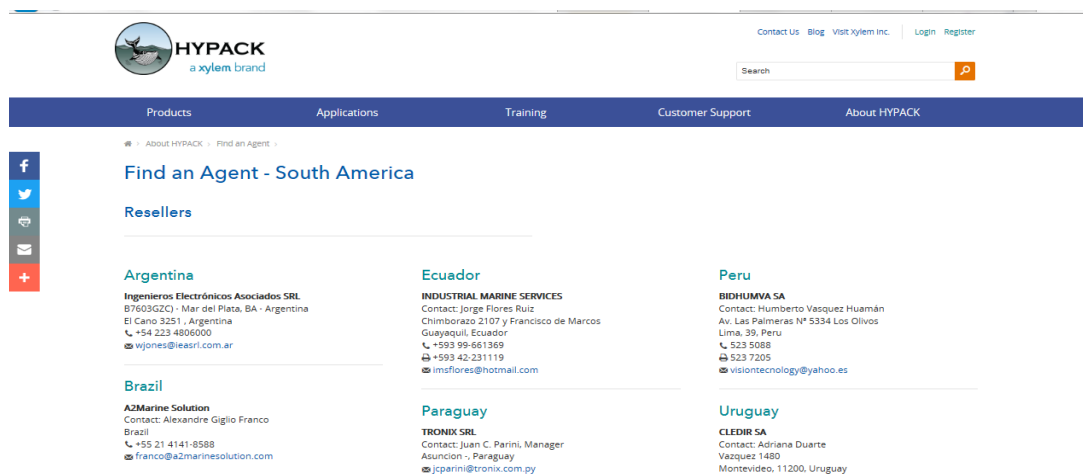 Contact Us Blog Visit Xylem Inc. Login Register
HYPACK
a xylem brand
Search
Products Applications Training Customer Support About HYPACK
About HYPACK > Find an Agent >
Find an Agent - South America
Resellers
Argentina
Ingenieros Electrónicos Asociados SRL
B7603GZC) - Mar del Plata, BA - Argentina
El Cano 3251 , Argentina
+54 223 4806000
wjones@ieasrl.com.ar
Brazil
A2Marine Solution
Contact: Alexandre Giglio Franco
Brazil
+55 21 4141-8588
franco@a2marinesolution.com
Ecuador
INDUSTRIAL MARINE SERVICES
Contact: Jorge Flores Ruiz
Chimborazo 2107 y Francisco de Marcos
Guayaquil, Ecuador
+593 99-661369
+593 42-231119
imsflores@hotmail.com
Paraguay
TRONIX SRL
Contact: Juan C. Parini, Manager
Asuncion -, Paraguay
jcparini@tronix.com.py
Peru
BIDHUMVA SA
Contact: Humberto Vasquez Huamán
Av. Las Palmeras Nº 5334 Los Olivos
Lima, 39, Peru
523 5088
523 7205
visiontecnology@yahoo.es
Uruguay
CLEDIR SA
Contact: Adriana Duarte
Vazquez 1480
Montevideo, 11200, Uruguay